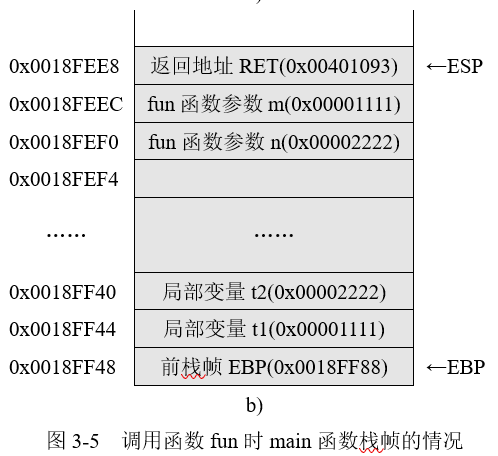 0x0018FEE8 返回地址 RET(0x00401093) ←ESP
0x0018FEEC fun 函数参数 m(0x00001111)
0x0018FEF0 fun 函数参数 n(0x00002222)
0x0018FEF4
…… ……
0x0018FF40 局部变量 t2(0x00002222)
0x0018FF44 局部变量 t1(0x00001111)
0x0018FF48 前栈帧 EBP(0x0018FF88) ←EBP
b)
图 3-5 调用函数 fun 时 main 函数栈帧的情况